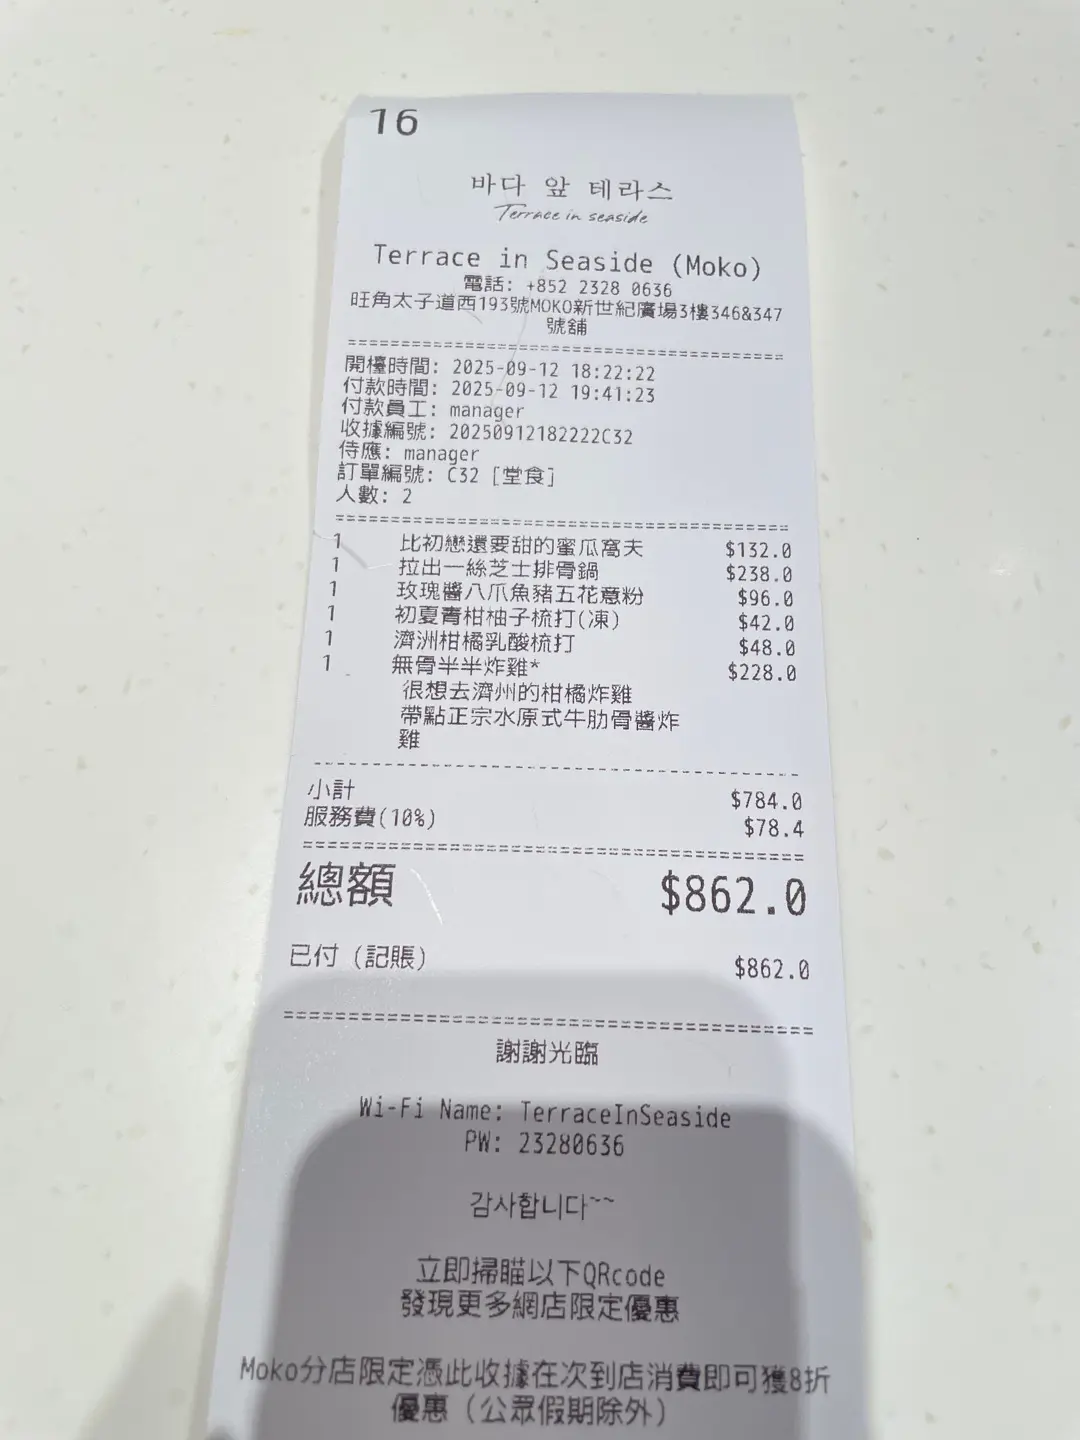 16
바다 앞 테라스
Terrace in seaside
Terrace in Seaside (Moko)
電話: +852 2328 0636
旺角太子道西193號MOKO新世紀廣場3樓346&347
號舖
開檯時間: 2025-09-12 18:22:22
付款時間: 2025-09-12 19:41:23
付款員工: manager
收據編號: 20250912182222C32
侍應: manager
訂單編號: C32 [堂食]
人數: 2
1 比初戀還要甜的蜜瓜窩夫 $132.0
1 拉出一絲芝士排骨鍋 $238.0
1 玫瑰醬八爪魚豬五花意粉 $96.0
1 初夏青柑柚子梳打(凍) $42.0
1 濟洲柑橘乳酸梳打 $48.0
1 無骨半半炸雞* $228.0
很想去濟州的柑橘炸雞
帶點正宗水原式牛肋骨醬炸
雞
小計 $784.0
服務費(10%) $78.4
總額 $862.0
已付 (記賬) $862.0
謝謝光臨
Wi-Fi Name: TerraceInSeaside
PW: 23280636
감사합니다~~
立即掃瞄以下QRcode
發現更多網店限定優惠
Moko分店限定憑此收據在次到店消費即可獲8折
優惠 (公眾假期除外)